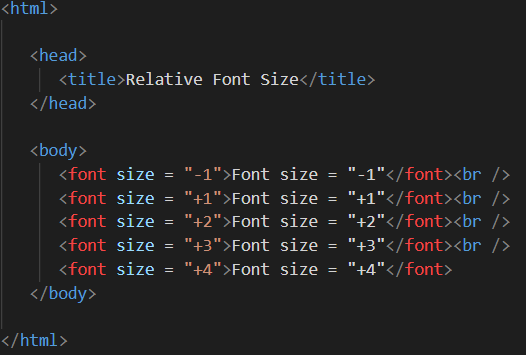 <html>
<head>
<title>Relative Font Size</title>
</head>
<body>
<font size = "-1">Font size = "-1"</font><br />
<font size = "+1">Font size = "+1"</font><br />
<font size = "+2">Font size = "+2"</font><br />
<font size = "+3">Font size = "+3"</font><br />
<font size = "+4">Font size = "+4"</font>
</body>
</html>